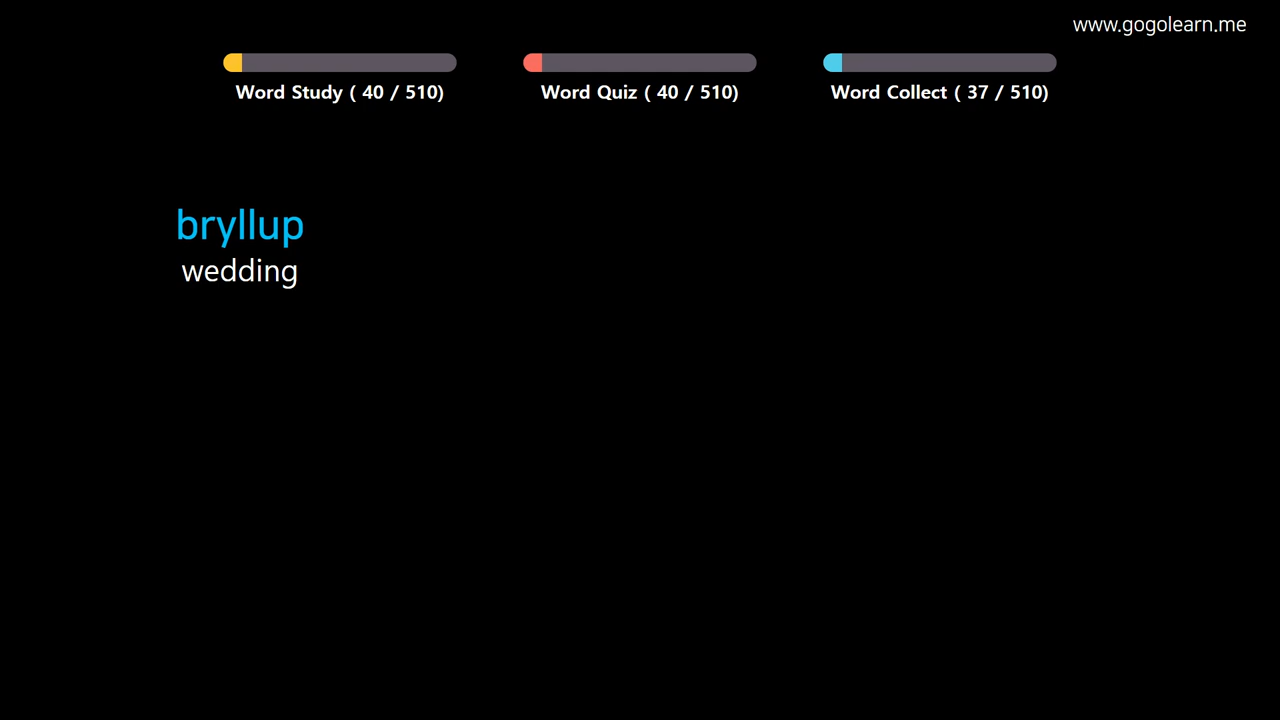 www.gogolearn.me
Word Study ( 40 / 510)
Word Quiz ( 40 / 510)
Word Collect ( 37 / 510)
bryllup
wedding